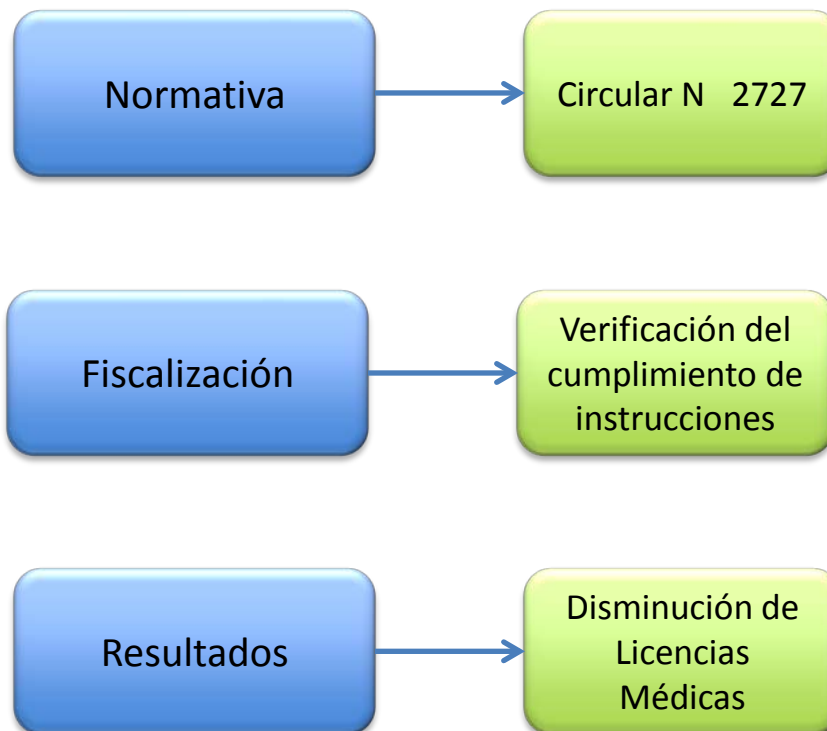 Normativa
Circular N   2727
Fiscalización
Verificación del
cumplimiento de
instrucciones
Resultados
Disminución de
Licencias
Médicas